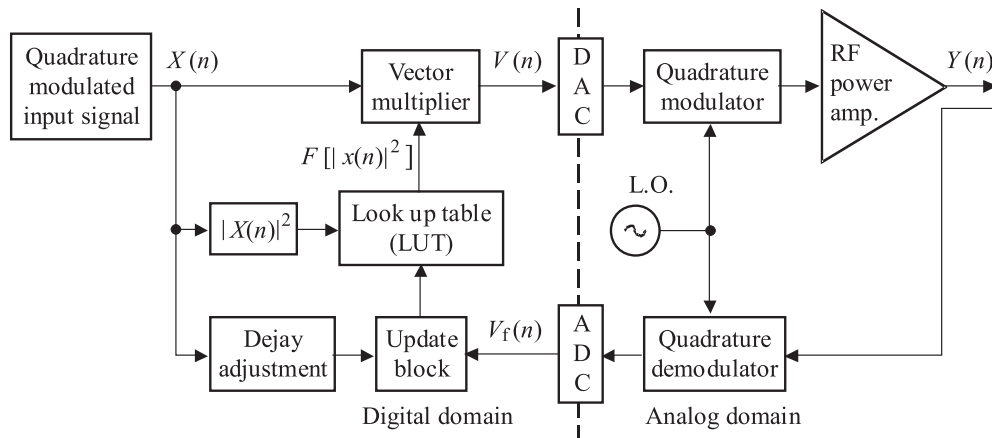 Quadrature
modulated
input signal
X(n)
Vector
multiplier
V(n)
D
A
C
Quadrature
modulator
RF
power
amp.
Y(n)
F[|x(n)|²]
|X(n)|²
Look up table
(LUT)
L.O.
Dejay
adjustment
Update
block
V_f(n)
A
D
C
Quadrature
demodulator
Digital domain
Analog domain